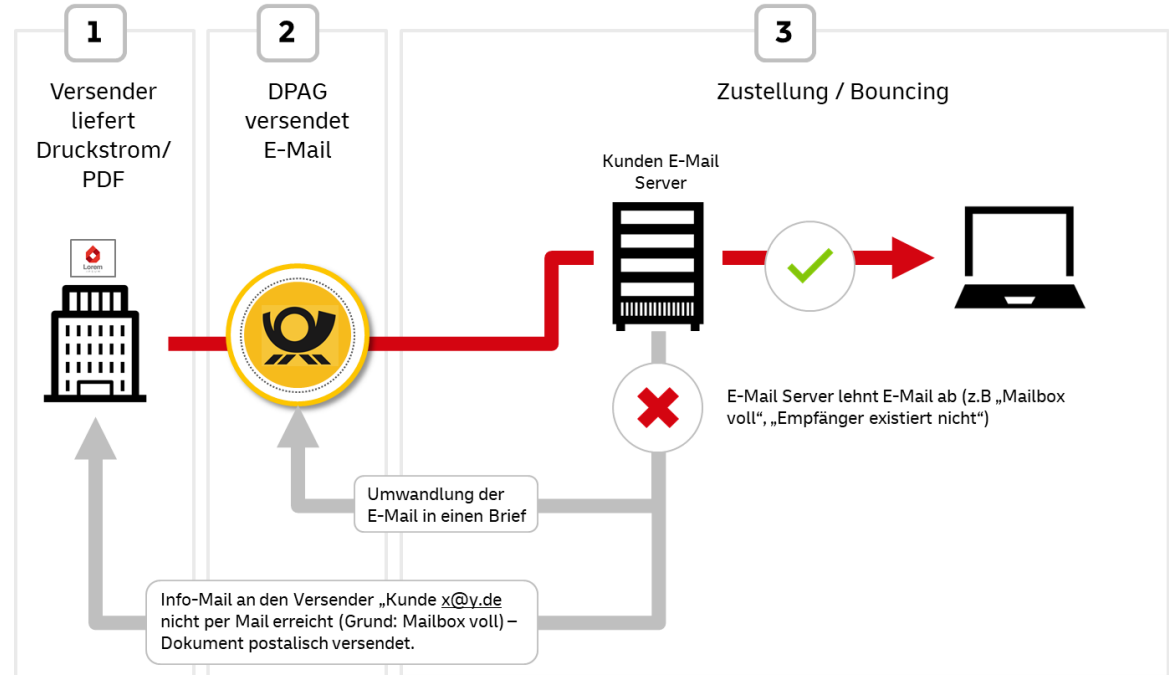 1
2
3
Versender
liefert
Druckstrom/
PDF
DPAG
versendet
E-Mail
Zustellung / Bouncing
Kunden E-Mail
Server
Lorem
E-Mail Server lehnt E-Mail ab (z.B „Mailbox
voll“, „Empfänger existiert nicht“)
Umwandlung der
E-Mail in einen Brief
Info-Mail an den Versender „Kunde x@y.de
nicht per Mail erreicht (Grund: Mailbox voll) –
Dokument postalisch versendet.